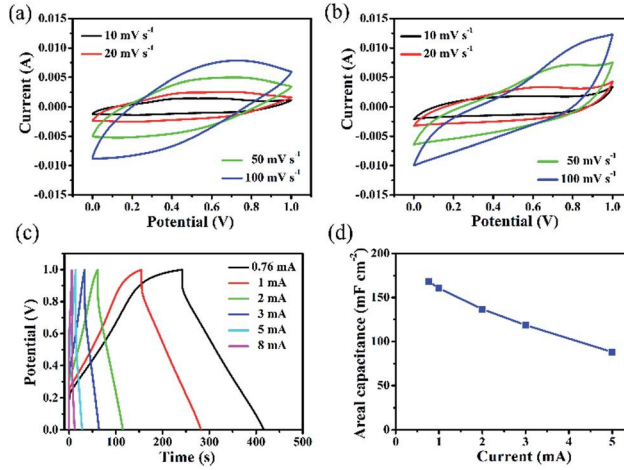 (a)
10 mV s⁻¹
20 mV s⁻¹
50 mV s⁻¹
100 mV s⁻¹
Current (A)
0.015
0.010
0.005
0.000
-0.005
-0.010
-0.015
0.0 0.2 0.4 0.6 0.8 1.0
Potential (V)
(b)
10 mV s⁻¹
20 mV s⁻¹
50 mV s⁻¹
100 mV s⁻¹
Current (A)
0.015
0.010
0.005
0.000
-0.005
-0.010
-0.015
0.0 0.2 0.4 0.6 0.8 1.0
Potential (V)
(c)
0.76 mA
1 mA
2 mA
3 mA
5 mA
8 mA
Potential (V)
1.0
0.8
0.6
0.4
0.2
0.0
0 100 200 300 400 500
Time (s)
(d)
Areal capacitance (mF cm⁻²)
200
150
100
50
0
1 2 3 4 5
Current (mA)